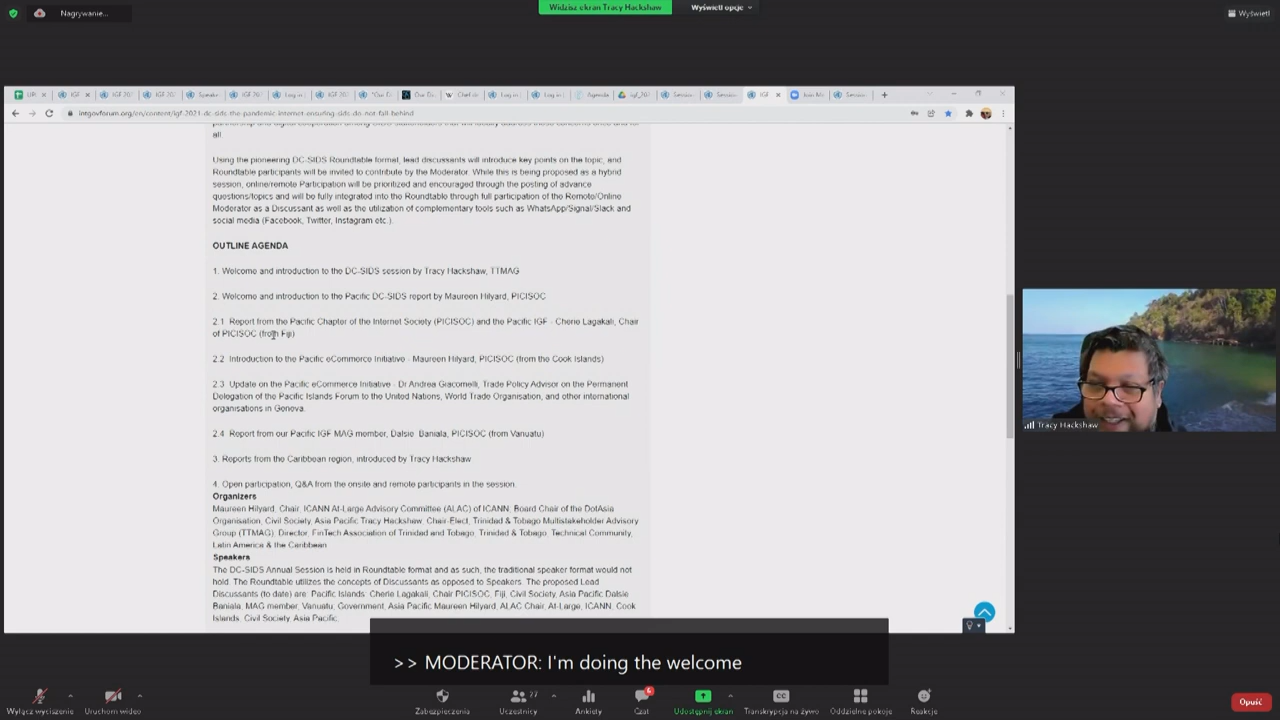 Nagrywanie...
Widzisz ekran Tracy Hackshaw
Wyświetl opcje
Wyświetl
intgovforum.org/en/content/igf-2021-dc-sids-the-pandemic-internet-ensuring-sids-do-not-fall-behind
all
Using the pioneering DC-SIDS Roundtable format, lead discussants will introduce key points on the topic, and
Roundtable participants will be invited to contribute by the Moderator. While this is being proposed as a hybrid
session, online/remote Participation will be prioritized and encouraged through the posting of advance
questions/topics and will be fully integrated into the Roundtable through full participation of the Remote/Online
Moderator as a Discussant as well as the utilization of complementary tools such as WhatsApp/Signal/Slack and
social media (Facebook, Twitter, Instagram etc.).
OUTLINE AGENDA
1. Welcome and introduction to the DC-SIDS session by Tracy Hackshaw, TTMAG
2. Welcome and introduction to the Pacific DC-SIDS report by Maureen Hilyard, PICISOC
2.1 Report from the Pacific Chapter of the Internet Society (PICISOC) and the Pacific IGF - Cherie Lagakali, Chair
of PICISOC (from Fiji)
2.2 Introduction to the Pacific eCommerce Initiative - Maureen Hilyard, PICISOC (from the Cook Islands)
2.3 Update on the Pacific eCommerce Initiative - Dr Andrea Giacomelli, Trade Policy Advisor on the Permanent
Delegation of the Pacific Islands Forum to the United Nations, World Trade Organisation, and other international
organisations in Geneva.
2.4 Report from our Pacific IGF MAG member, Dalsie Baniala, PICISOC (from Vanuatu)
3. Reports from the Caribbean region, introduced by Tracy Hackshaw
4. Open participation, Q&A from the onsite and remote participants in the session.
Organizers
Maureen Hilyard, Chair, ICANN At-Large Advisory Committee (ALAC) of ICANN, Board Chair of the DotAsia
Organisation, Civil Society, Asia Pacific Tracy Hackshaw, Chair-Elect, Trinidad & Tobago Multistakeholder Advisory
Group (TTMAG), Director, FinTech Association of Trinidad and Tobago, Trinidad & Tobago, Technical Community,
Latin America & the Caribbean
Speakers
The DC-SIDS Annual Session is held in Roundtable format and as such, the traditional speaker format would not
hold. The Roundtable utilizes the concepts of Discussants as opposed to Speakers. The proposed Lead
Discussants (to date) are: Pacific Islands: Cherie Lagakali, Chair PICISOC, Fiji, Civil Society, Asia Pacific Dalsie
Baniala, MAG member, Vanuatu, Government, Asia Pacific Maureen Hilyard, ALAC Chair, At-Large, ICANN, Cook
Islands, Civil Society, Asia Pacific.
Tracy Hackshaw
>> MODERATOR: I'm doing the welcome
Wyłącz wyciszenie
Uruchom wideo
Zabezpieczenia
Uczestnicy
Ankiety
Czat
Udostępnij ekran
Transkrypcja na żywo
Oddzielne pokoje
Reakcje
Opuść